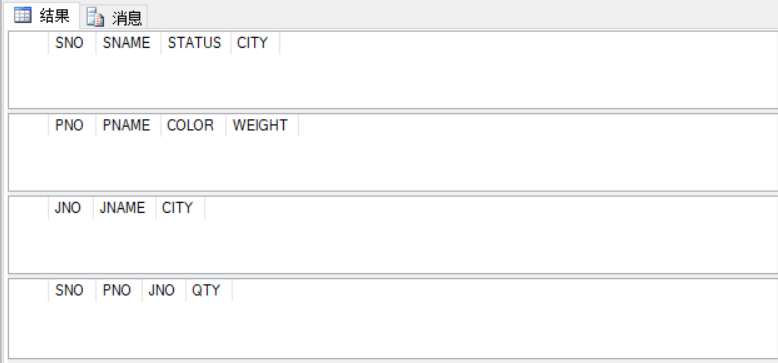 结果 消息
SNO SNAME STATUS CITY
PNO PNAME COLOR WEIGHT
JNO JNAME CITY
SNO PNO JNO QTY